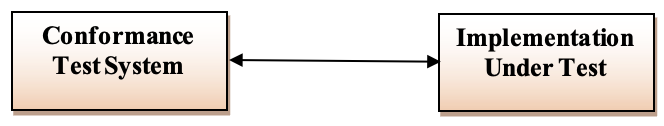 Conformance
Test System
Implementation
Under Test